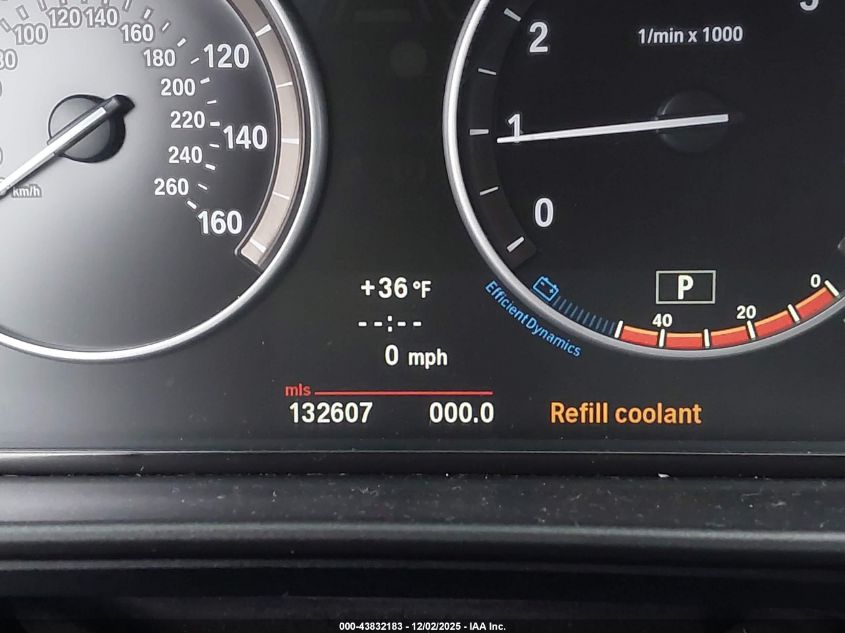 100
120
140
160
180
200
220
240
260
km/h
120
140
160
2
1/min x 1000
1
0
+36 °F
--:--
0 mph
mls
132607 000.0
EfficientDynamics
P
40
20
0
Refill coolant
000-43832183 - 12/02/2025 - IAA Inc.